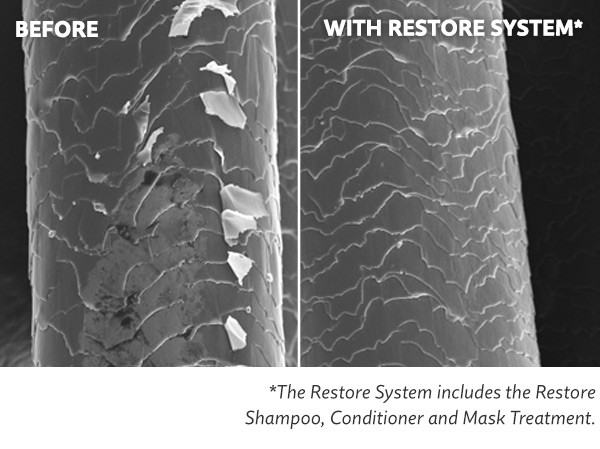 BEFORE
WITH RESTORE SYSTEM*
*The Restore System includes the Restore
Shampoo, Conditioner and Mask Treatment.